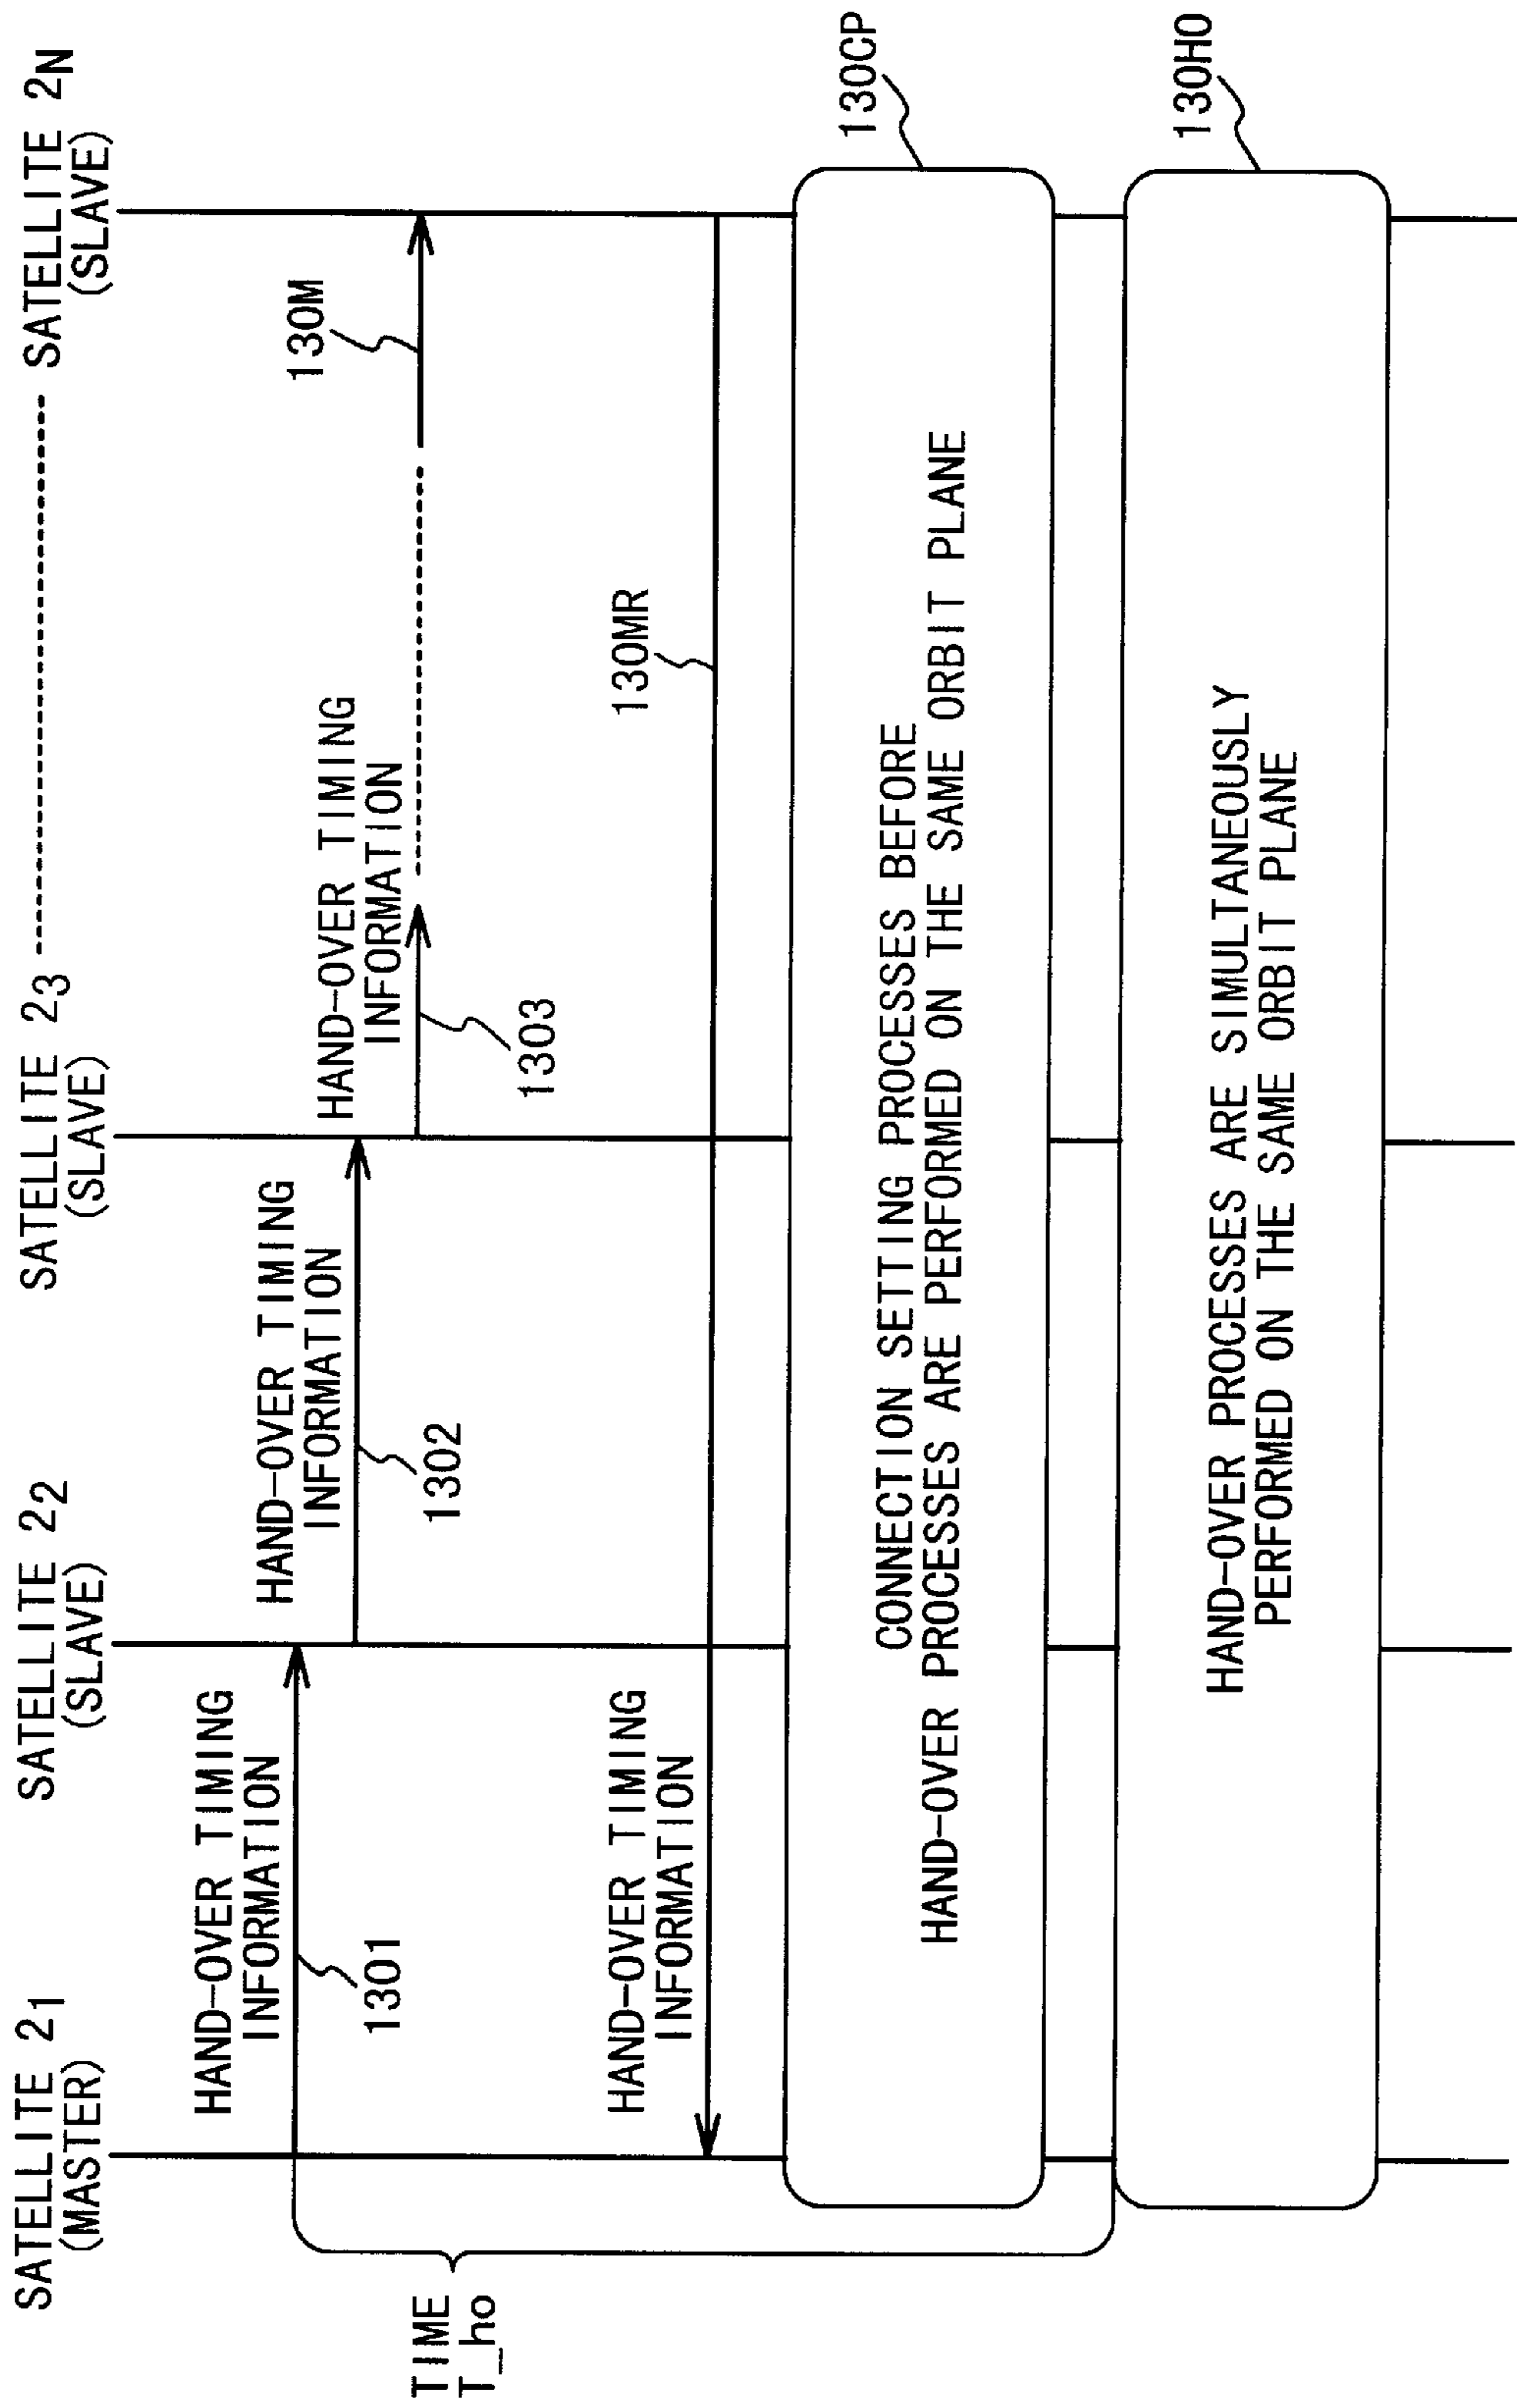 SATELLITE 21
(MASTER)
SATELLITE 22
(SLAVE)
SATELLITE 23
(SLAVE)
SATELLITE 2N
(SLAVE)
HAND-OVER TIMING
INFORMATION
1301
HAND-OVER TIMING
INFORMATION
1302
HAND-OVER TIMING
INFORMATION
1303
130M
TIME
T_ho
HAND-OVER TIMING
INFORMATION
130MR
CONNECTION SETTING PROCESSES BEFORE
HAND-OVER PROCESSES ARE PERFORMED ON THE SAME ORBIT PLANE
130CP
HAND-OVER PROCESSES ARE SIMULTANEOUSLY
PERFORMED ON THE SAME ORBIT PLANE
130HO